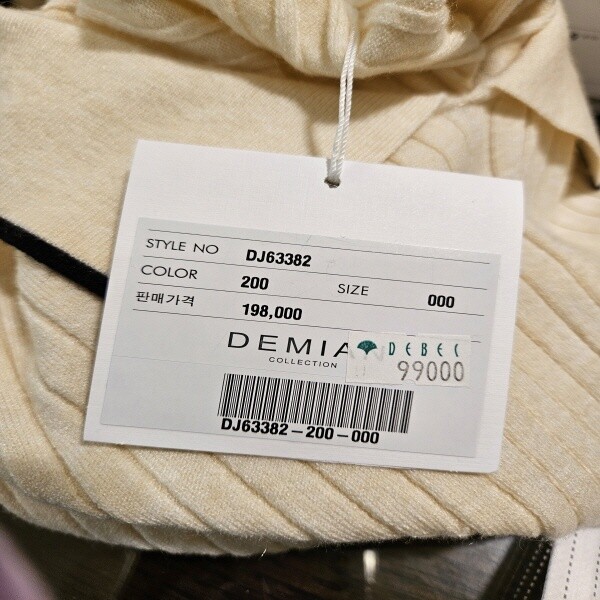 STYLE NO DJ63382
COLOR 200 SIZE 000
판매가격 198,000
DEBEC
99000
COLLECTION
DJ63382-200-000